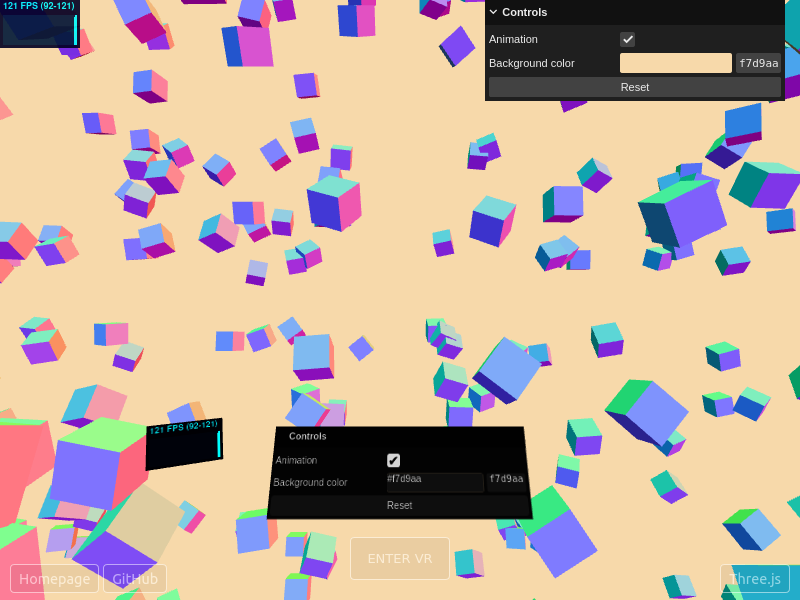 121 FPS (92-121)
Controls
Animation
Background color f7d9aa
Reset
121 FPS (92-121)
Controls
Animation
Background color #f7d9aa f7d9aa
Reset
ENTER VR
Homepage GitHub Three.js